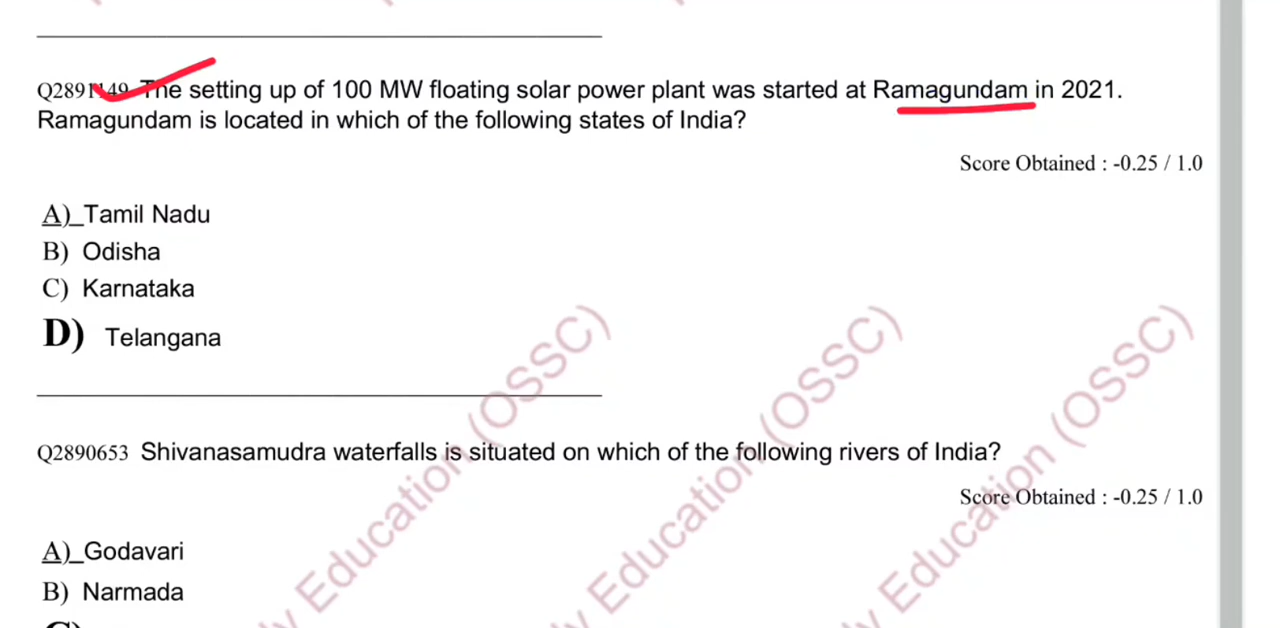 Q2891149 The setting up of 100 MW floating solar power plant was started at Ramagundam in 2021.
Ramagundam is located in which of the following states of India?
Score Obtained : -0.25 / 1.0
A)_Tamil Nadu
B) Odisha
C) Karnataka
D) Telangana
Q2890653 Shivanasamudra waterfalls is situated on which of the following rivers of India?
Score Obtained : -0.25 / 1.0
A)_Godavari
B) Narmada
Education (OSSC)
Education (OSSC)
Education (OSSC)